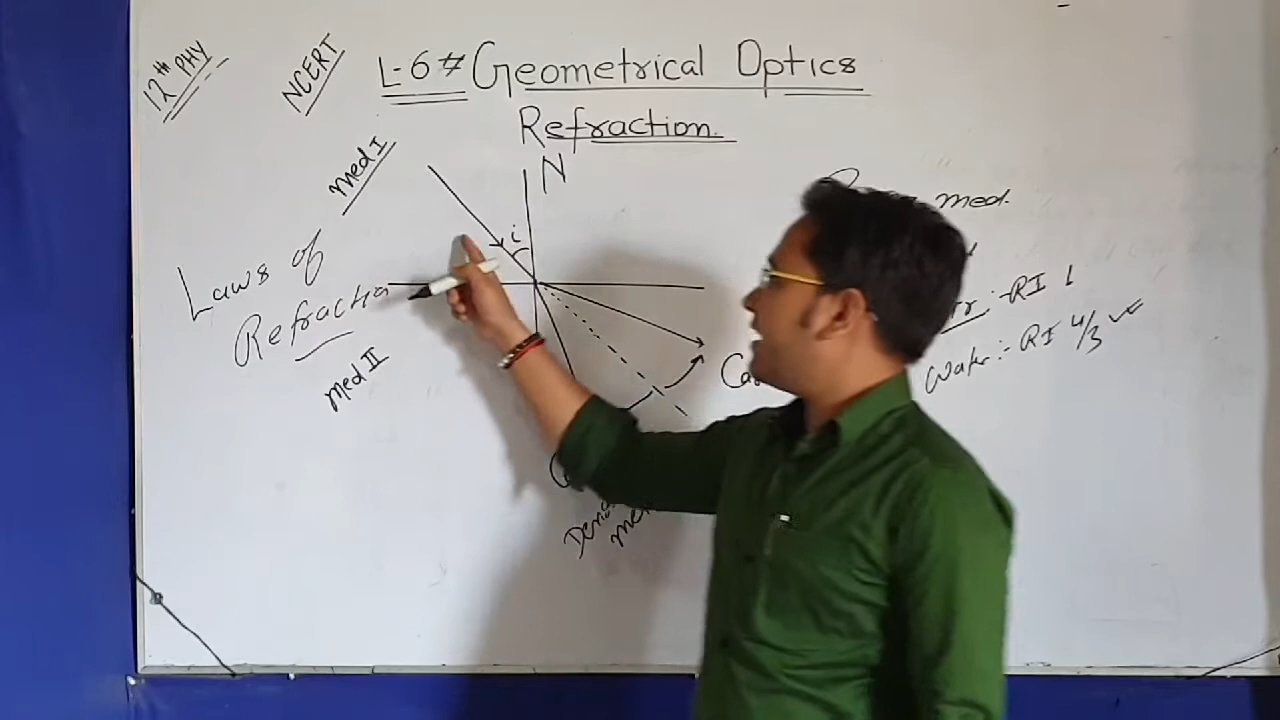 12th PHY
NCERT
L-6 # Geometrical Optics
Refraction.
Med I
N
i
Laws of
Refraction
Med II
med.
:- RI 1
Water :- RI 4/3 ✓